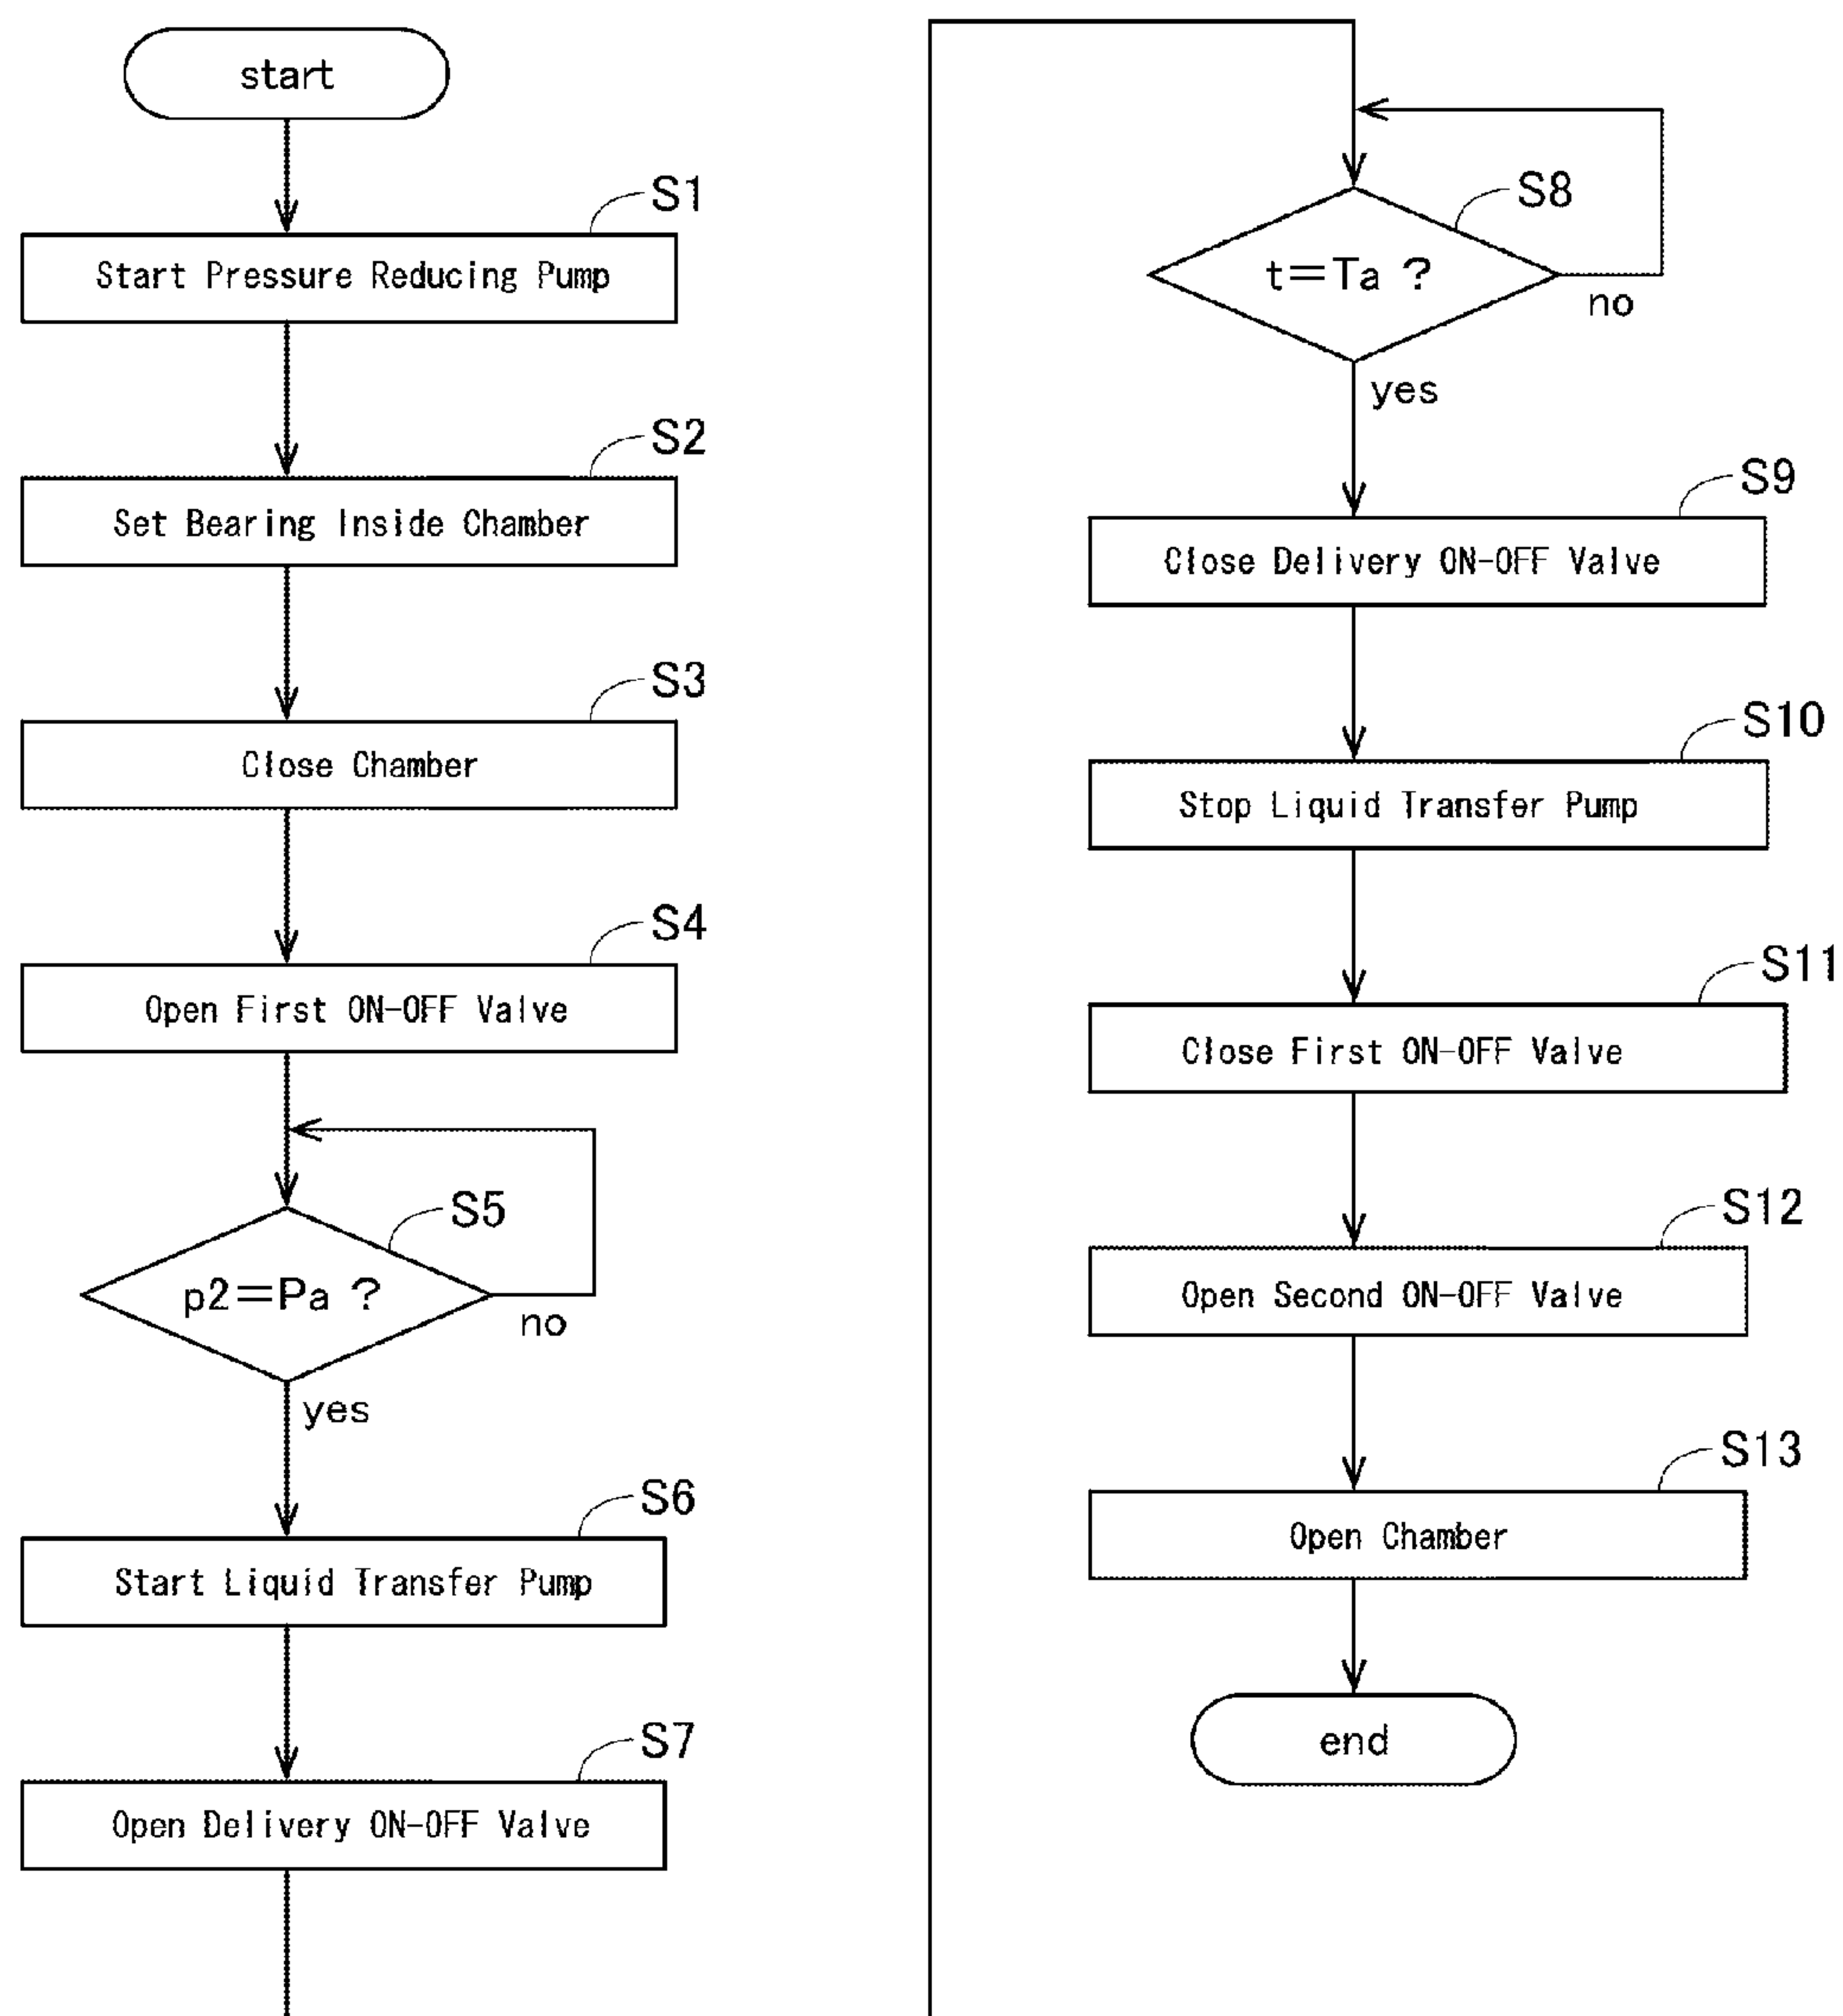 start
S1
Start Pressure Reducing Pump
S2
Set Bearing Inside Chamber
S3
Close Chamber
S4
Open First ON-OFF Valve
S5
p2=Pa ?
no
yes
S6
Start Liquid Transfer Pump
S7
Open Delivery ON-OFF Valve
S8
t=Ta ?
no
yes
S9
Close Delivery ON-OFF Valve
S10
Stop Liquid Transfer Pump
S11
Close First ON-OFF Valve
S12
Open Second ON-OFF Valve
S13
Open Chamber
end